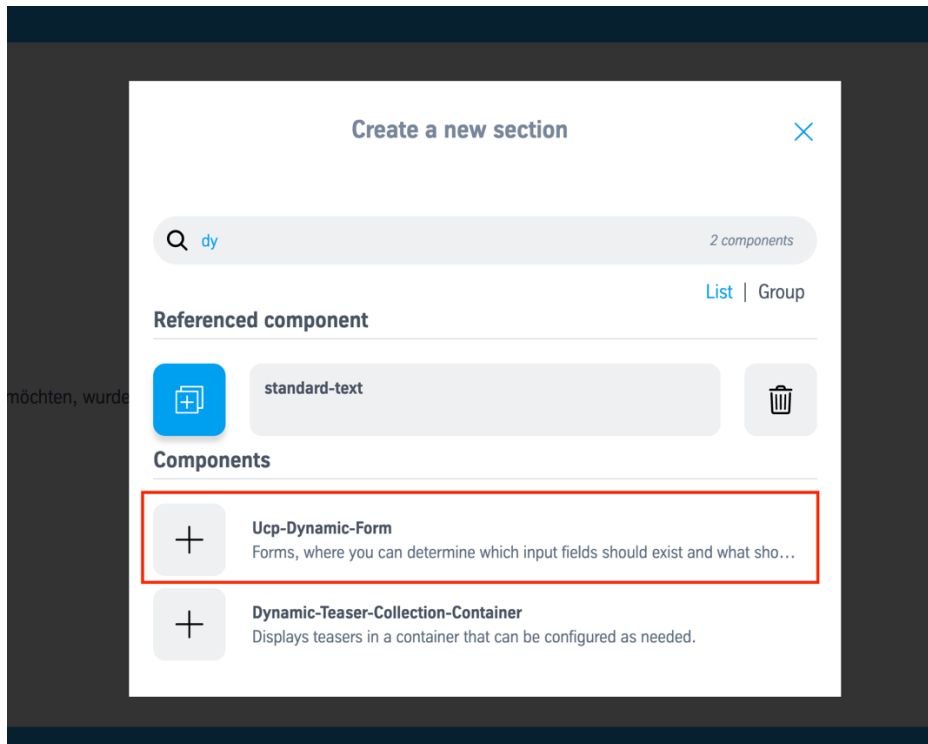 Create a new section
dy
2 components
List | Group
Referenced component
standard-text
möchten, wurde
Components
Ucp-Dynamic-Form
Forms, where you can determine which input fields should exist and what sho...
Dynamic-Teaser-Collection-Container
Displays teasers in a container that can be configured as needed.